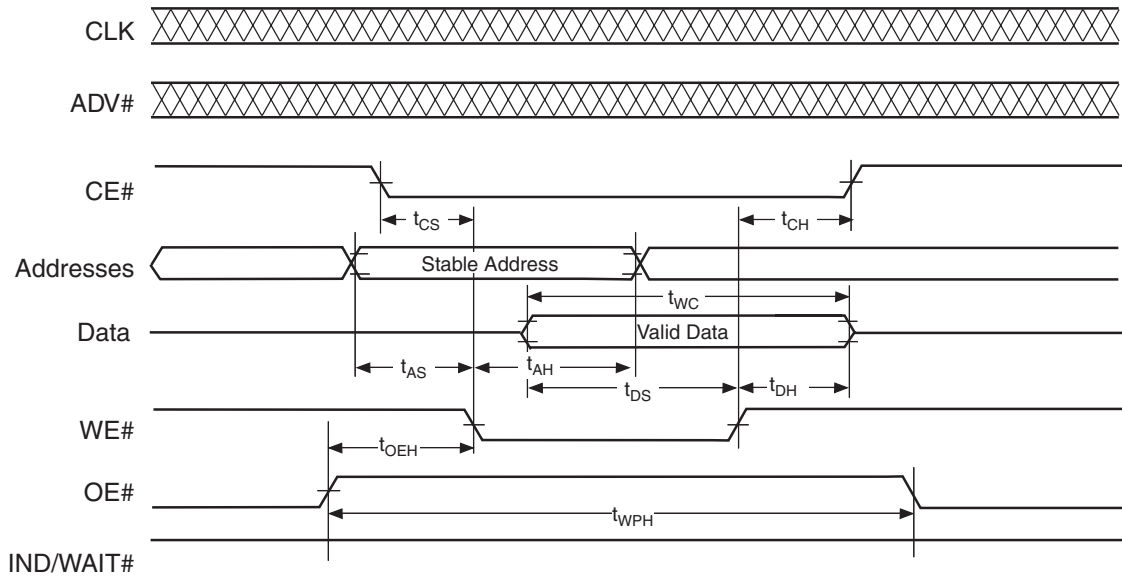 CLK
ADV#
CE#
tCS
tCH
Addresses
Stable Address
tWC
Data
Valid Data
tAS
tAH
tDS
tDH
WE#
tOEH
OE#
tWPH
IND/WAIT#